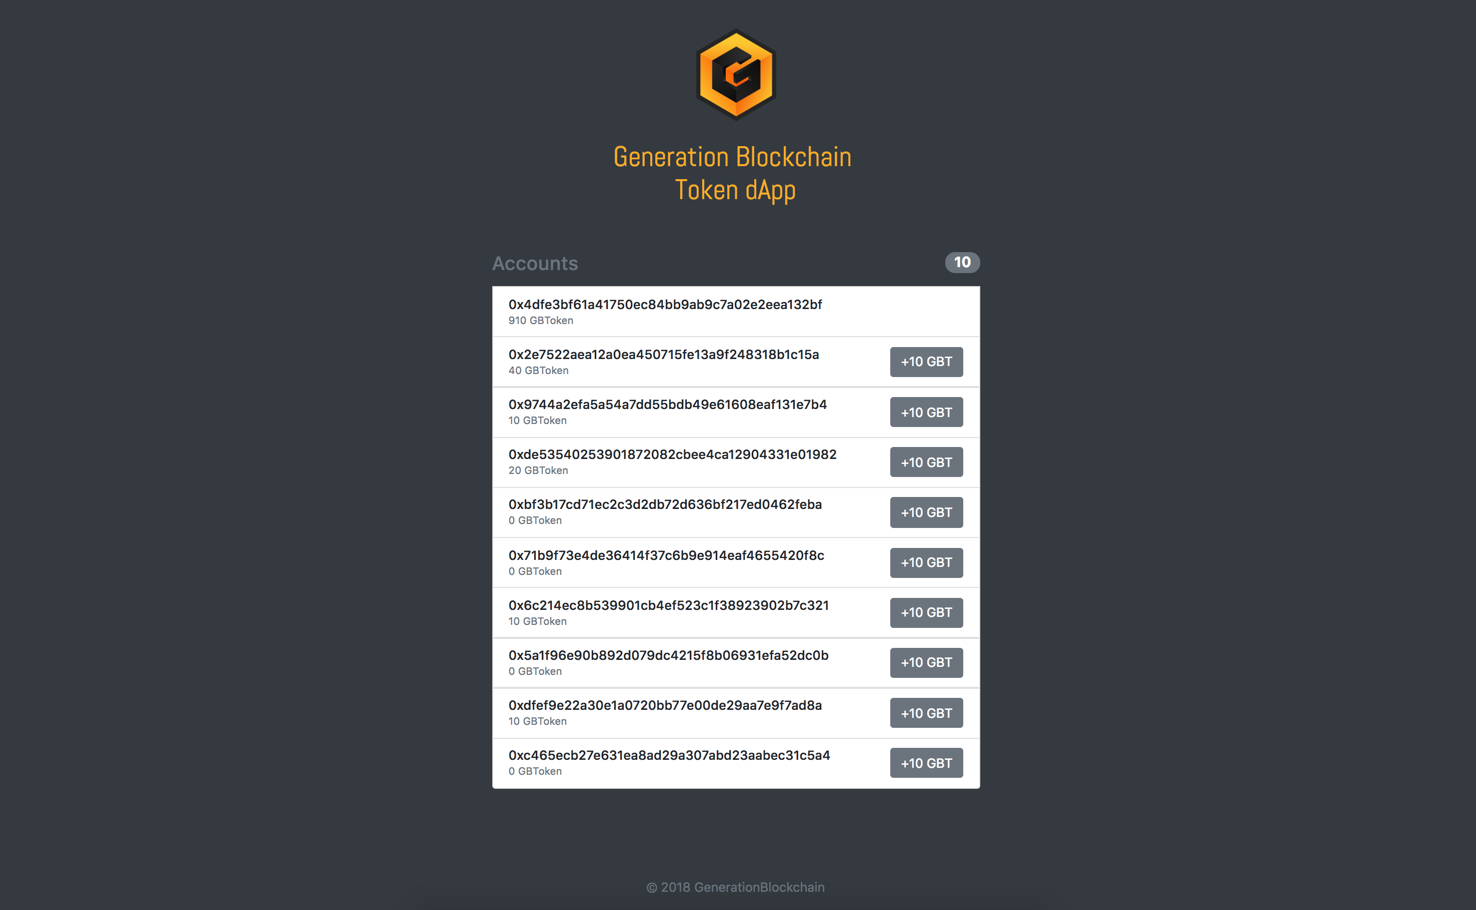 Generation Blockchain
Token dApp
Accounts 10
0x4dfe3bf61a41750ec84bb9ab9c7a02e2eea132bf
910 GBToken
0x2e7522aea12a0ea450715fe13a9f248318b1c15a
40 GBToken
+10 GBT
0x9744a2efa5a54a7dd55bdb49e61608eaf131e7b4
10 GBToken
+10 GBT
0xde53540253901872082cbee4ca12904331e01982
20 GBToken
+10 GBT
0xbf3b17cd71ec2c3d2db72d636bf217ed0462feba
0 GBToken
+10 GBT
0x71b9f73e4de36414f37c6b9e914eaf4655420f8c
0 GBToken
+10 GBT
0x6c214ec8b539901cb4ef523c1f38923902b7c321
10 GBToken
+10 GBT
0x5a1f96e90b892d079dc4215f8b06931efa52dc0b
0 GBToken
+10 GBT
0xdfef9e22a30e1a0720bb77e00de29aa7e9f7ad8a
10 GBToken
+10 GBT
0xc465ecb27e631ea8ad29a307abd23aabec31c5a4
0 GBToken
+10 GBT
© 2018 GenerationBlockchain